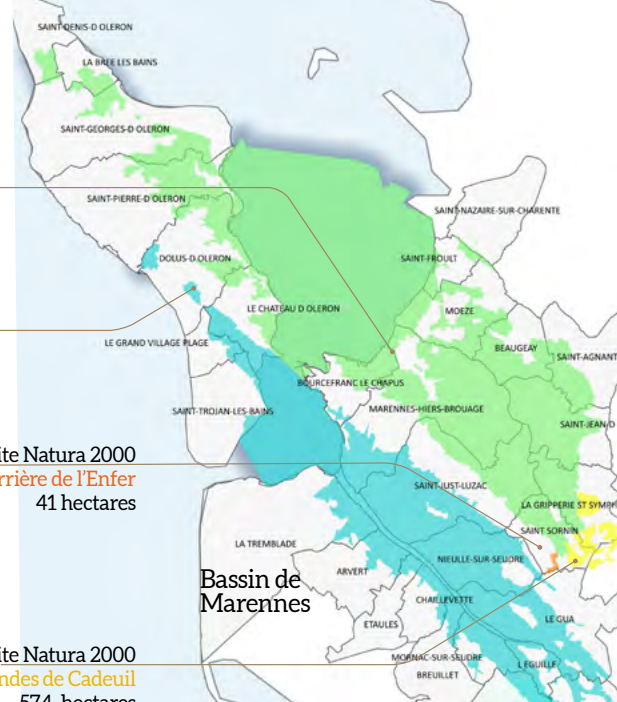 SAINT-DENIS-D OLERON
LA BREE LES BAINS
SAINT-GEORGES-D OLERON
SAINT-PIERRE-D OLERON
SAINT-NAZAIRE-SUR-CHARENTE
DOLUS-D OLERON
SAINT-FROULT
LE CHATEAU D OLERON
MOEZE
LE GRAND VILLAGE PLAGE
BEAUGEAY
SAINT-AGNANT
BOURCEFRANC LE CHAPUS
SAINT-TROJAN-LES-BAINS
MARENNES-HIERS-BROUAGE
SAINT-JEAN-D
ite Natura 2000
rrière de l'Enfer
41 hectares
SAINT-JUST-LUZAC
LA GRIPPERIE ST SYMPH
SAINT SORNIN
LA TREMBLADE
NIEULLE-SUR-SEUDRE
ARVERT
Bassin de
Marennes
CHAILLEVETTE
ETAULES
LE GUA
MORNAC-SUR-SEUDRE
L EGUILLE
BREUILLET
ite Natura 2000
ndes de Cadeuil
574 hectares